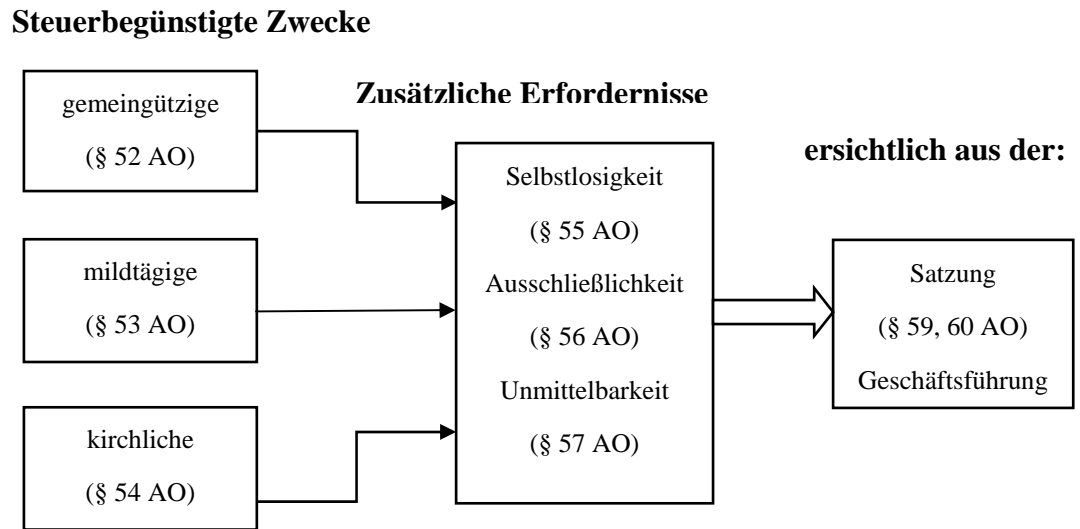 Steuerbegünstigte Zwecke
gemeingützige
(§ 52 AO)
mildtägige
(§ 53 AO)
kirchliche
(§ 54 AO)
Zusätzliche Erfordernisse
Selbstlosigkeit
(§ 55 AO)
Ausschließlichkeit
(§ 56 AO)
Unmittelbarkeit
(§ 57 AO)
ersichtlich aus der:
Satzung
(§ 59, 60 AO)
Geschäftsführung